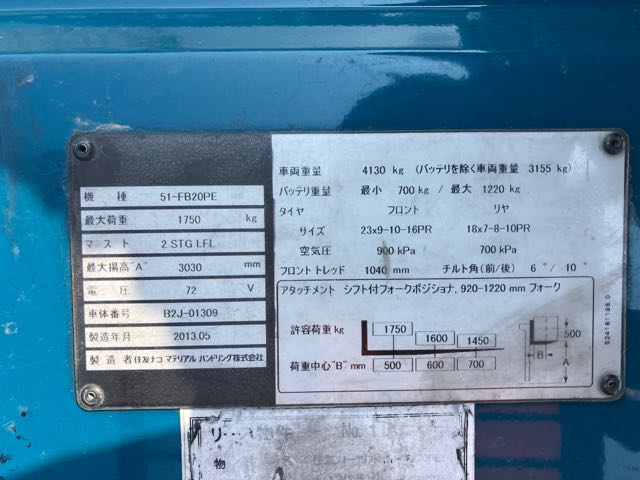 機 種 51-FB20PE
最大荷重 1750 kg
マスト 2 STG LFL
最大揚高"A" 3030 mm
電 圧 72 V
車体番号 B2J-01309
製造年月 2013.05
製造者 住友ナコ マテリアル ハンドリング株式会社
車両重量 4130 kg (バッテリを除く車両重量 3155 kg)
バッテリ重量 最小 700 kg / 最大 1220 kg
タイヤ フロント リヤ
サイズ 23x9-10-16PR 18x7-8-10PR
空気圧 900 kPa 700 kPa
フロント トレッド 1040 mm チルト角(前/後) 6°/ 10°
アタッチメント シフト付フォークポジショナ,920-1220 mm フォーク
許容荷重 kg 1750 1600 1450
荷重中心"B" mm 500 600 700
500
B
A
S24161186.0
リ
物